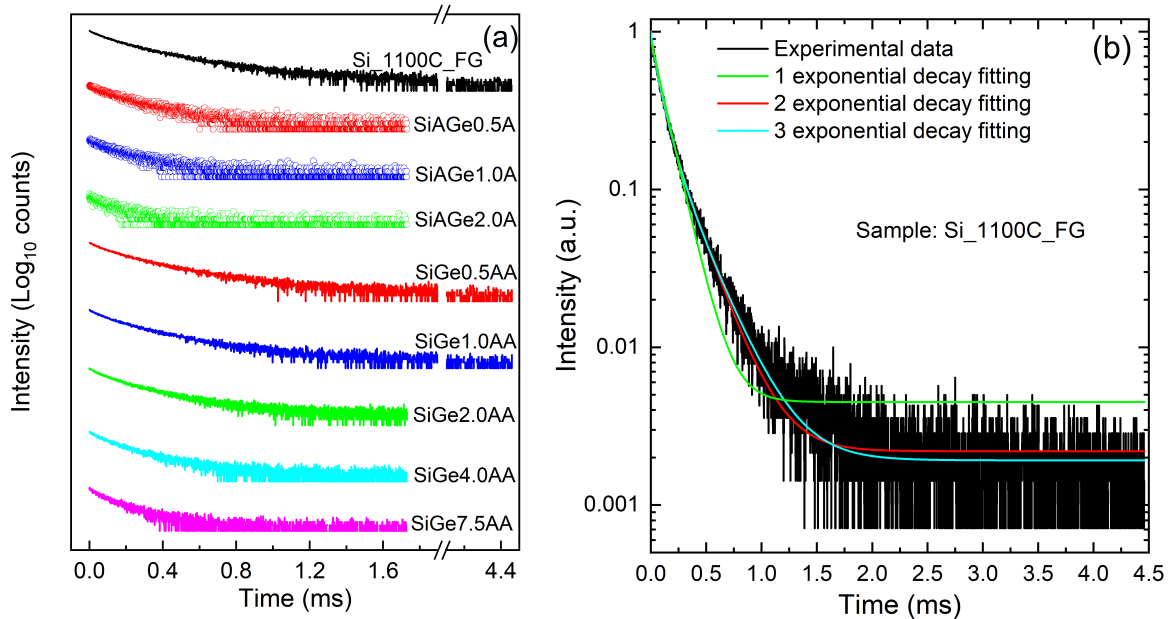 (a)
Si_1100C_FG
SiAGe0.5A
SiAGe1.0A
SiAGe2.0A
SiGe0.5AA
SiGe1.0AA
SiGe2.0AA
SiGe4.0AA
SiGe7.5AA
Intensity (Log₁₀ counts)
0.0 0.4 0.8 1.2 1.6 4.4
Time (ms)
(b)
Experimental data
1 exponential decay fitting
2 exponential decay fitting
3 exponential decay fitting
Sample: Si_1100C_FG
Intensity (a.u.)
1
0.1
0.01
0.001
0.0 0.5 1.0 1.5 2.0 2.5 3.0 3.5 4.0 4.5
Time (ms)